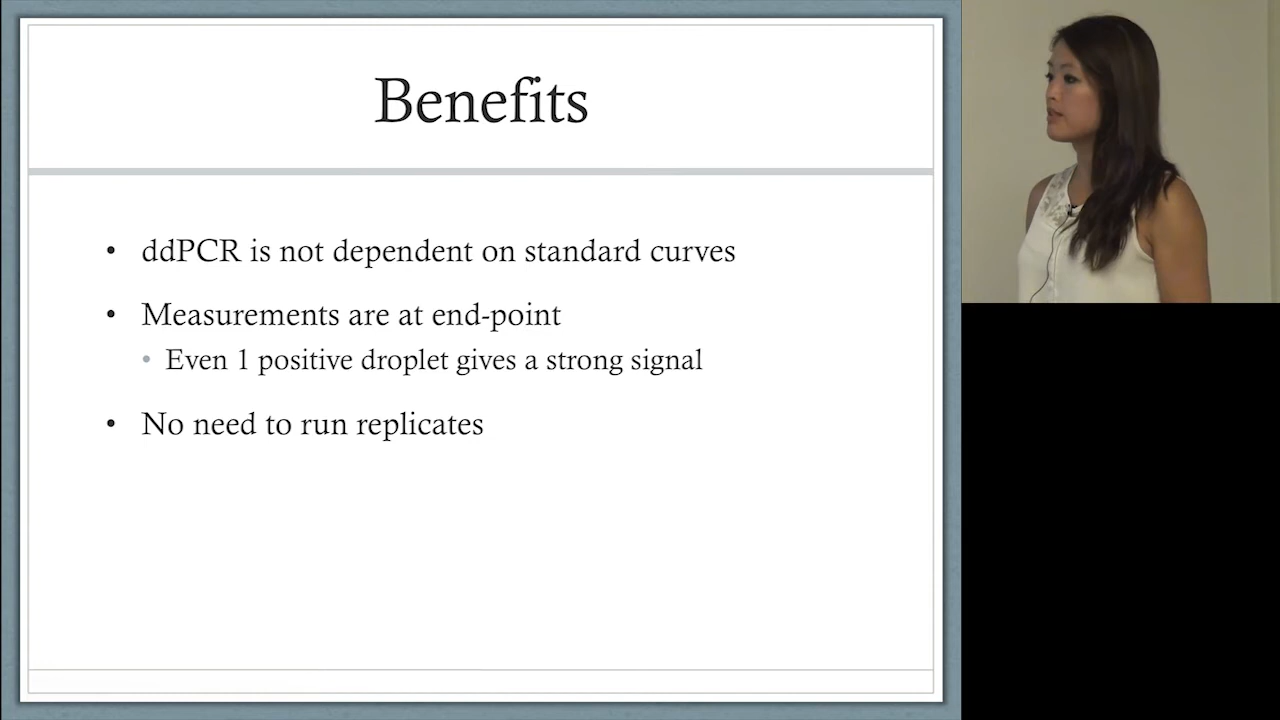 Benefits
• ddPCR is not dependent on standard curves
• Measurements are at end-point
• Even 1 positive droplet gives a strong signal
• No need to run replicates